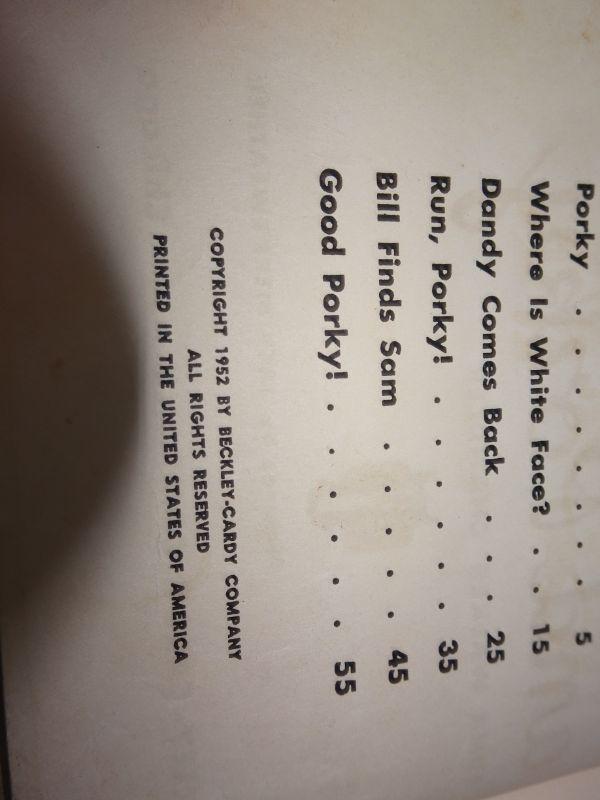 Porky . . . . . . . 5
Where Is White Face? . . 15
Dandy Comes Back . . . 25
Run, Porky! . . . . . . 35
Bill Finds Sam . . . . . 45
Good Porky! . . . . . . 55
COPYRIGHT 1952 BY BECKLEY-CARDY COMPANY
ALL RIGHTS RESERVED
PRINTED IN THE UNITED STATES OF AMERICA